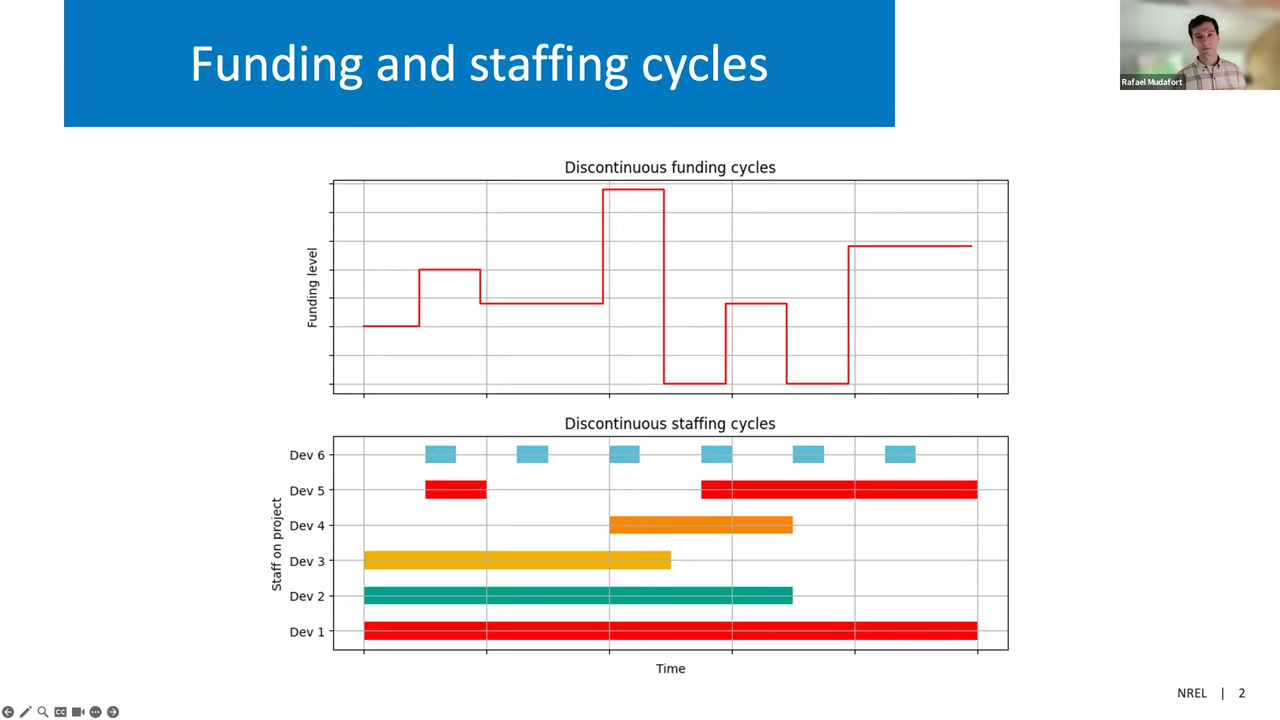 Funding and staffing cycles
Rafael Mudafort
Discontinuous funding cycles
Funding level
Discontinuous staffing cycles
Staff on project
Dev 6
Dev 5
Dev 4
Dev 3
Dev 2
Dev 1
Time
NREL | 2
CC